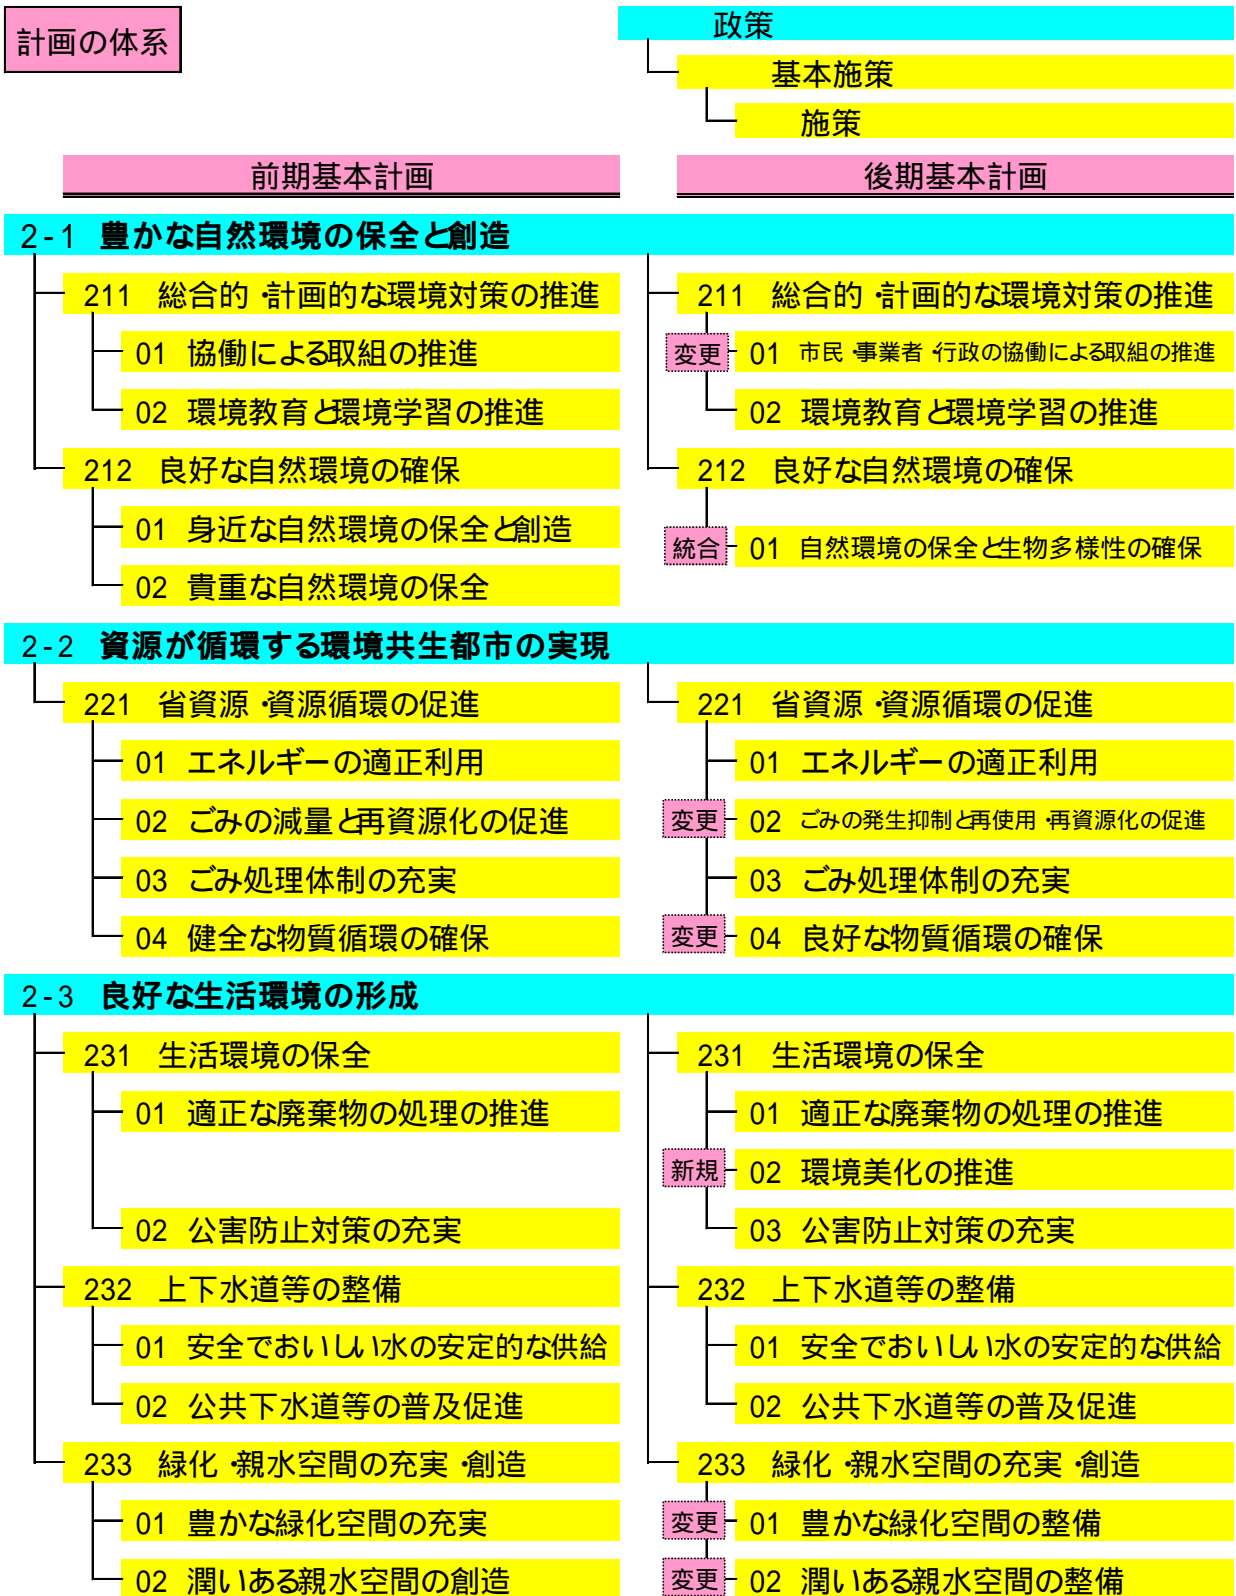 計画の体系
政策
基本施策
施策
前期基本計画 後期基本計画
2-1 豊かな自然環境の保全と創造
211 総合的・計画的な環境対策の推進 211 総合的・計画的な環境対策の推進
01 協働による取組の推進 変更 01 市民・事業者・行政の協働による取組の推進
02 環境教育と環境学習の推進 02 環境教育と環境学習の推進
212 良好な自然環境の確保 212 良好な自然環境の確保
01 身近な自然環境の保全と創造 統合 01 自然環境の保全と生物多様性の確保
02 貴重な自然環境の保全
2-2 資源が循環する環境共生都市の実現
221 省資源・資源循環の促進 221 省資源・資源循環の促進
01 エネルギーの適正利用 01 エネルギーの適正利用
02 ごみの減量と再資源化の促進 変更 02 ごみの発生抑制と再使用・再資源化の促進
03 ごみ処理体制の充実 03 ごみ処理体制の充実
04 健全な物質循環の確保 変更 04 良好な物質循環の確保
2-3 良好な生活環境の形成
231 生活環境の保全 231 生活環境の保全
01 適正な廃棄物の処理の推進 01 適正な廃棄物の処理の推進
新規 02 環境美化の推進
02 公害防止対策の充実 03 公害防止対策の充実
232 上下水道等の整備 232 上下水道等の整備
01 安全でおいしい水の安定的な供給 01 安全でおいしい水の安定的な供給
02 公共下水道等の普及促進 02 公共下水道等の普及促進
233 緑化・親水空間の充実・創造 233 緑化・親水空間の充実・創造
01 豊かな緑化空間の充実 変更 01 豊かな緑化空間の整備
02 潤いある親水空間の創造 変更 02 潤いある親水空間の整備